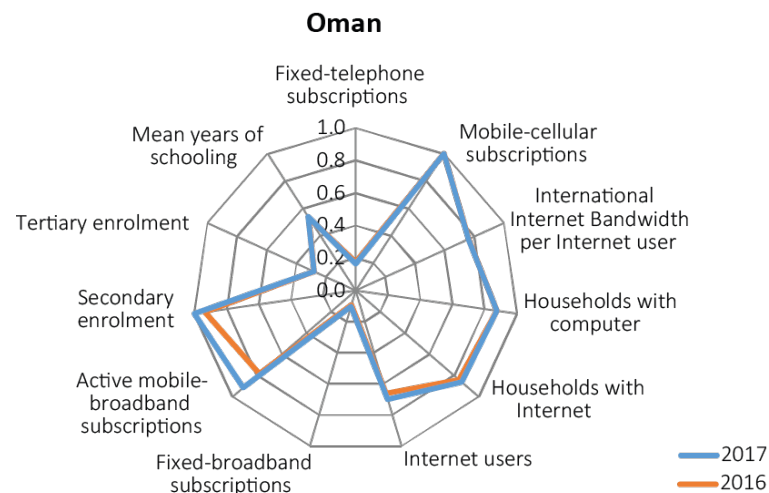 Oman
Fixed-telephone
subscriptions
Mobile-cellular
subscriptions
International
Internet Bandwidth
per Internet user
Households with
computer
Households with
Internet
Internet users
Fixed-broadband
subscriptions
Active mobile-
broadband
subscriptions
Secondary
enrolment
Tertiary enrolment
Mean years of
schooling
1.0
0.8
0.6
0.4
0.2
0.0
2017
2016